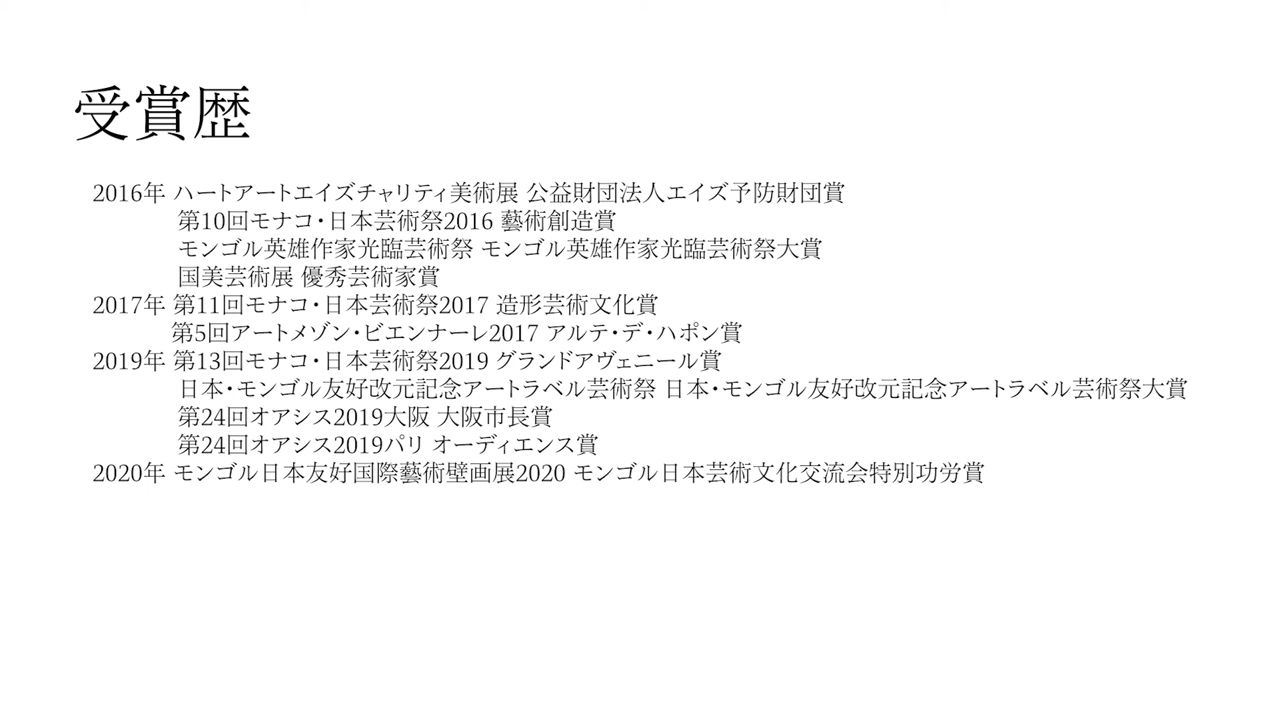 受賞歴
2016年 ハートアートエイズチャリティ美術展 公益財団法人エイズ予防財団賞
第10回モナコ・日本芸術祭2016 藝術創造賞
モンゴル英雄作家光臨芸術祭 モンゴル英雄作家光臨芸術祭大賞
国美芸術展 優秀芸術家賞
2017年 第11回モナコ・日本芸術祭2017 造形芸術文化賞
第5回アートメゾン・ビエンナーレ2017 アルテ・デ・ハポン賞
2019年 第13回モナコ・日本芸術祭2019 グランドアヴェニール賞
日本・モンゴル友好改元記念アートラベル芸術祭 日本・モンゴル友好改元記念アートラベル芸術祭大賞
第24回オアシス2019大阪 大阪市長賞
第24回オアシス2019パリ オーディエンス賞
2020年 モンゴル日本友好国際藝術壁画展2020 モンゴル日本芸術文化交流会特別功労賞